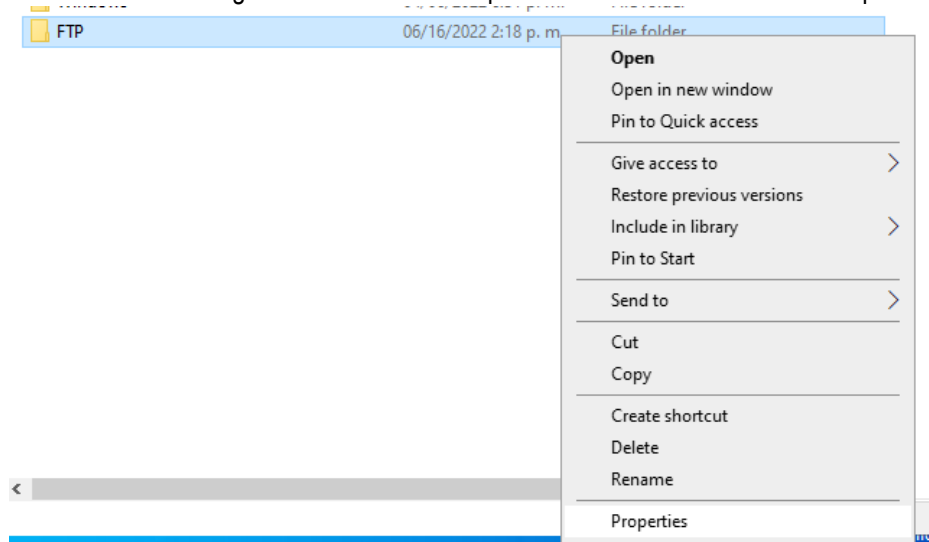 FTP 06/16/2022 2:18 p. m. File folder
Open
Open in new window
Pin to Quick access
Give access to
Restore previous versions
Include in library
Pin to Start
Send to
Cut
Copy
Create shortcut
Delete
Rename
Properties